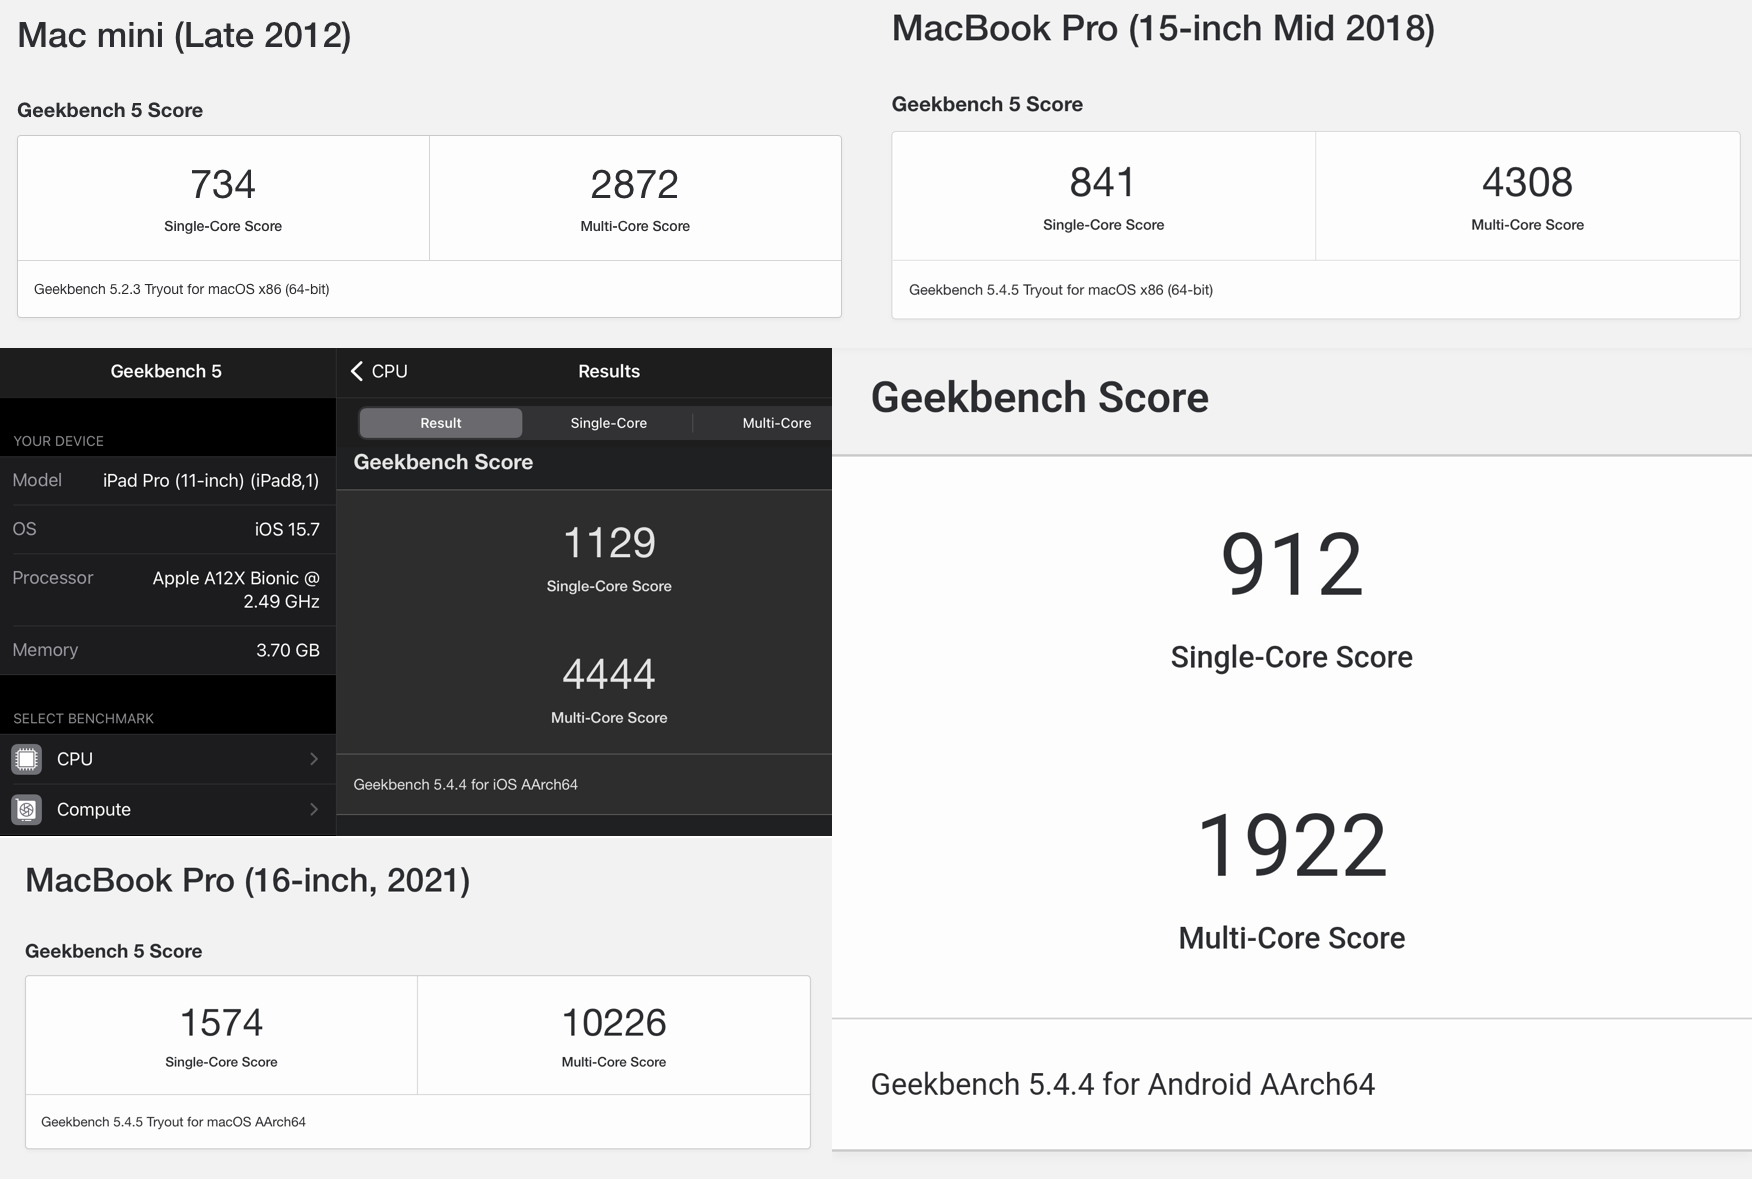 Mac mini (Late 2012)
Geekbench 5 Score
734
Single-Core Score
2872
Multi-Core Score
Geekbench 5.2.3 Tryout for macOS x86 (64-bit)
MacBook Pro (15-inch Mid 2018)
Geekbench 5 Score
841
Single-Core Score
4308
Multi-Core Score
Geekbench 5.4.5 Tryout for macOS x86 (64-bit)
Geekbench 5
YOUR DEVICE
Model iPad Pro (11-inch) (iPad8,1)
OS iOS 15.7
Processor Apple A12X Bionic @
2.49 GHz
Memory 3.70 GB
SELECT BENCHMARK
CPU
Compute
CPU Results
Result Single-Core Multi-Core
Geekbench Score
1129
Single-Core Score
4444
Multi-Core Score
Geekbench 5.4.4 for iOS AArch64
Geekbench Score
912
Single-Core Score
1922
Multi-Core Score
Geekbench 5.4.4 for Android AArch64
MacBook Pro (16-inch, 2021)
Geekbench 5 Score
1574
Single-Core Score
10226
Multi-Core Score
Geekbench 5.4.5 Tryout for macOS AArch64